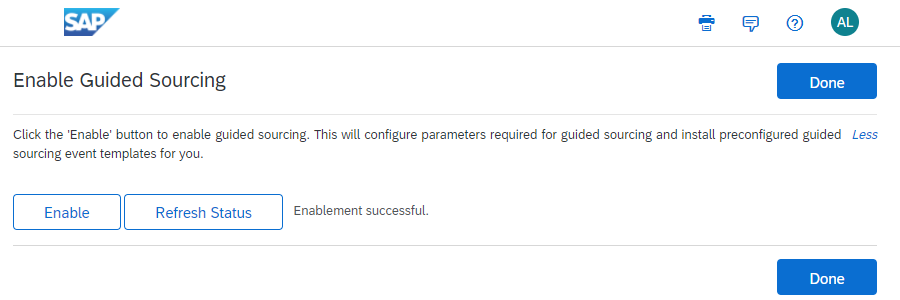 SAP
AL
Enable Guided Sourcing
Done
Click the 'Enable' button to enable guided sourcing. This will configure parameters required for guided sourcing and install preconfigured guided Less
sourcing event templates for you.
Enable Refresh Status Enablement successful.
Done